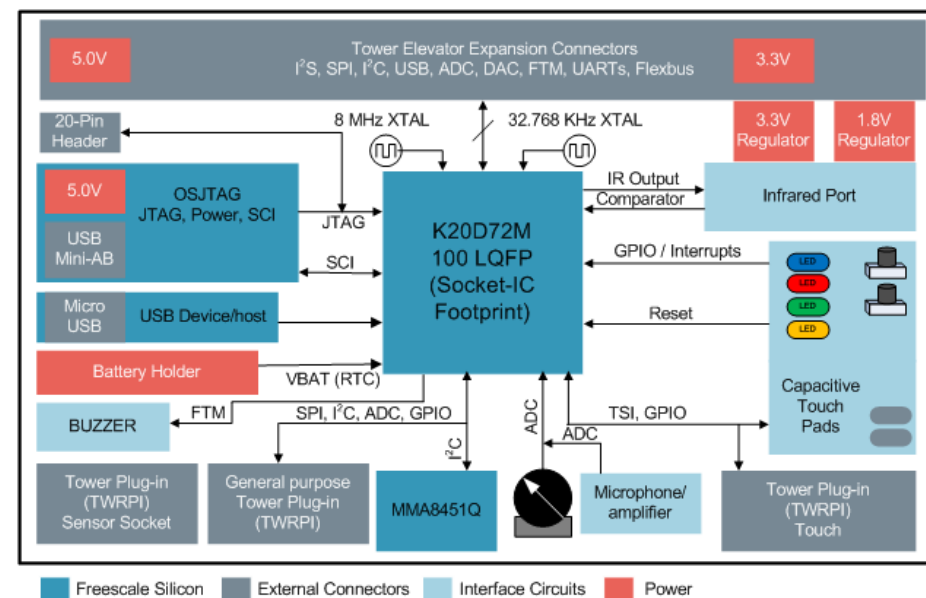 5.0V
Tower Elevator Expansion Connectors
I²S, SPI, I²C, USB, ADC, DAC, FTM, UARTs, Flexbus
3.3V
20-Pin
Header
8 MHz XTAL
32.768 KHz XTAL
3.3V
Regulator
1.8V
Regulator
5.0V
OSJTAG
JTAG, Power, SCI
USB
Mini-AB
JTAG
SCI
K20D72M
100 LQFP
(Socket-IC
Footprint)
IR Output
Comparator
Infrared Port
GPIO / Interrupts
Reset
LED
LED
LED
LED
Capacitive
Touch
Pads
Micro
USB
USB Device/host
Battery Holder
VBAT (RTC)
BUZZER
FTM
SPI, I²C, ADC, GPIO
I²C
ADC
ADC
TSI, GPIO
Tower Plug-in
(TWRPI)
Sensor Socket
General purpose
Tower Plug-in
(TWRPI)
MMA8451Q
Microphone/
amplifier
Tower Plug-in
(TWRPI)
Touch
Freescale Silicon
External Connectors
Interface Circuits
Power